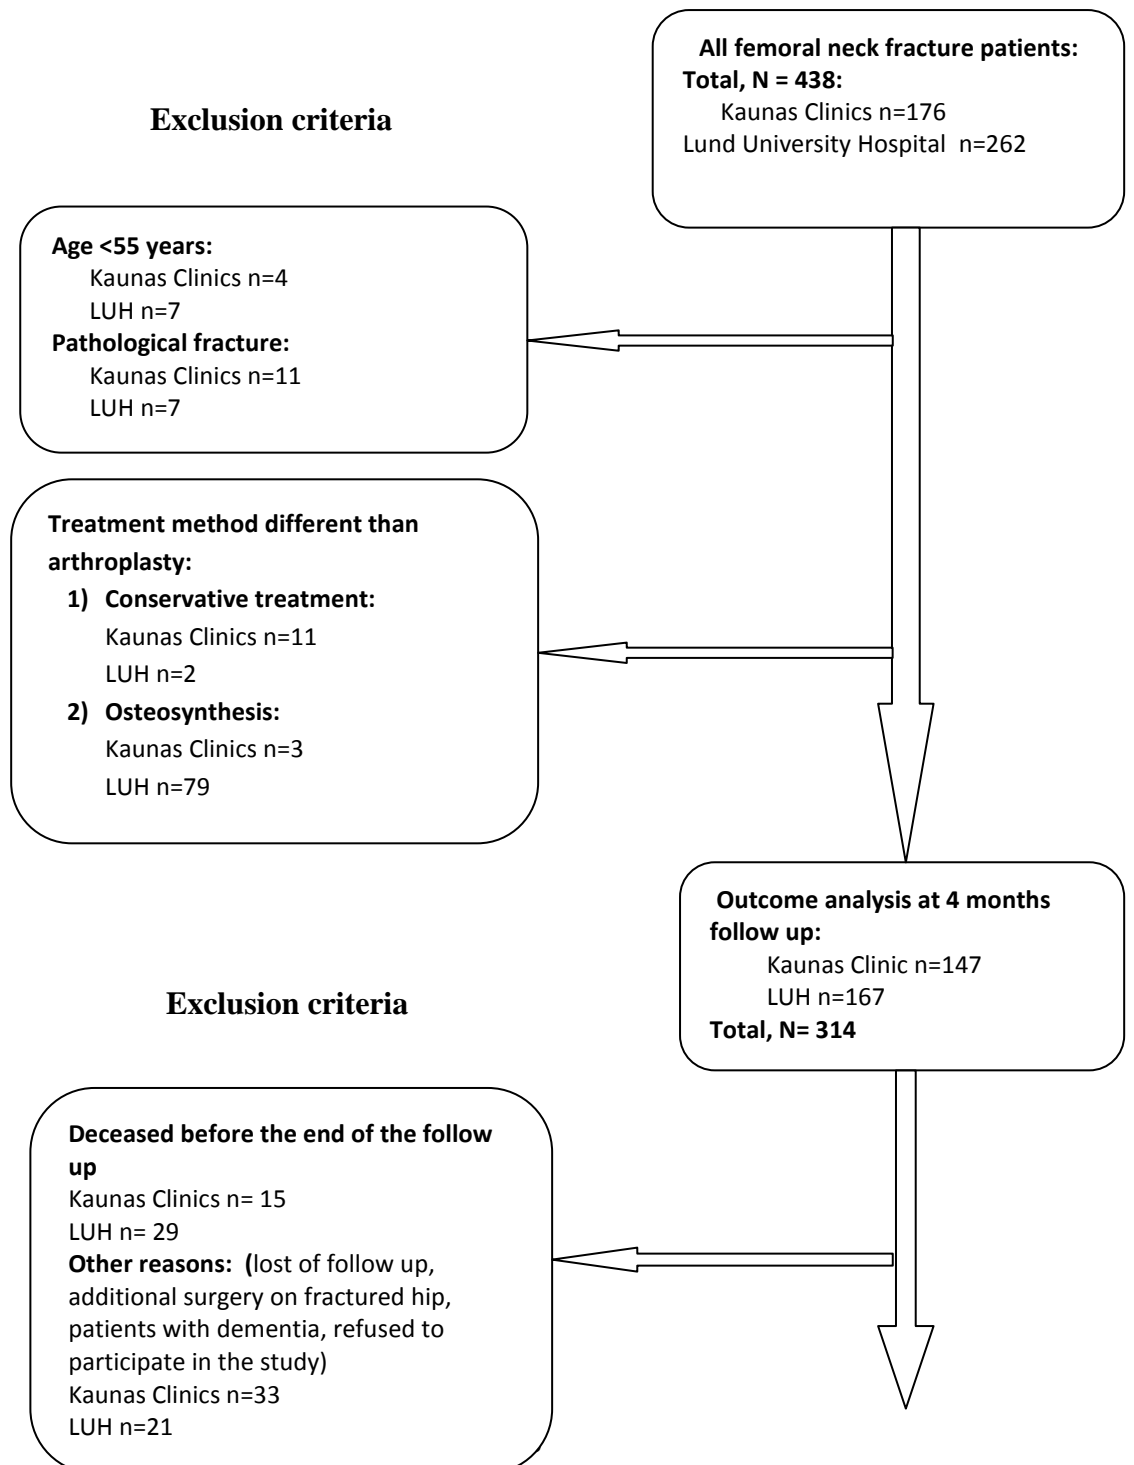 All femoral neck fracture patients:
Total, N = 438:
Kaunas Clinics n=176
Lund University Hospital  n=262
Exclusion criteria
Age <55 years:
Kaunas Clinics n=4
LUH n=7
Pathological fracture:
Kaunas Clinics n=11
LUH n=7
Treatment method different than
arthroplasty:
1) Conservative treatment:
Kaunas Clinics n=11
LUH n=2
2) Osteosynthesis:
Kaunas Clinics n=3
LUH n=79
Outcome analysis at 4 months
follow up:
Kaunas Clinic n=147
LUH n=167
Total, N= 314
Exclusion criteria
Deceased before the end of the follow
up
Kaunas Clinics n= 15
LUH n= 29
Other reasons:  (lost of follow up,
additional surgery on fractured hip,
patients with dementia, refused to
participate in the study)
Kaunas Clinics n=33
LUH n=21